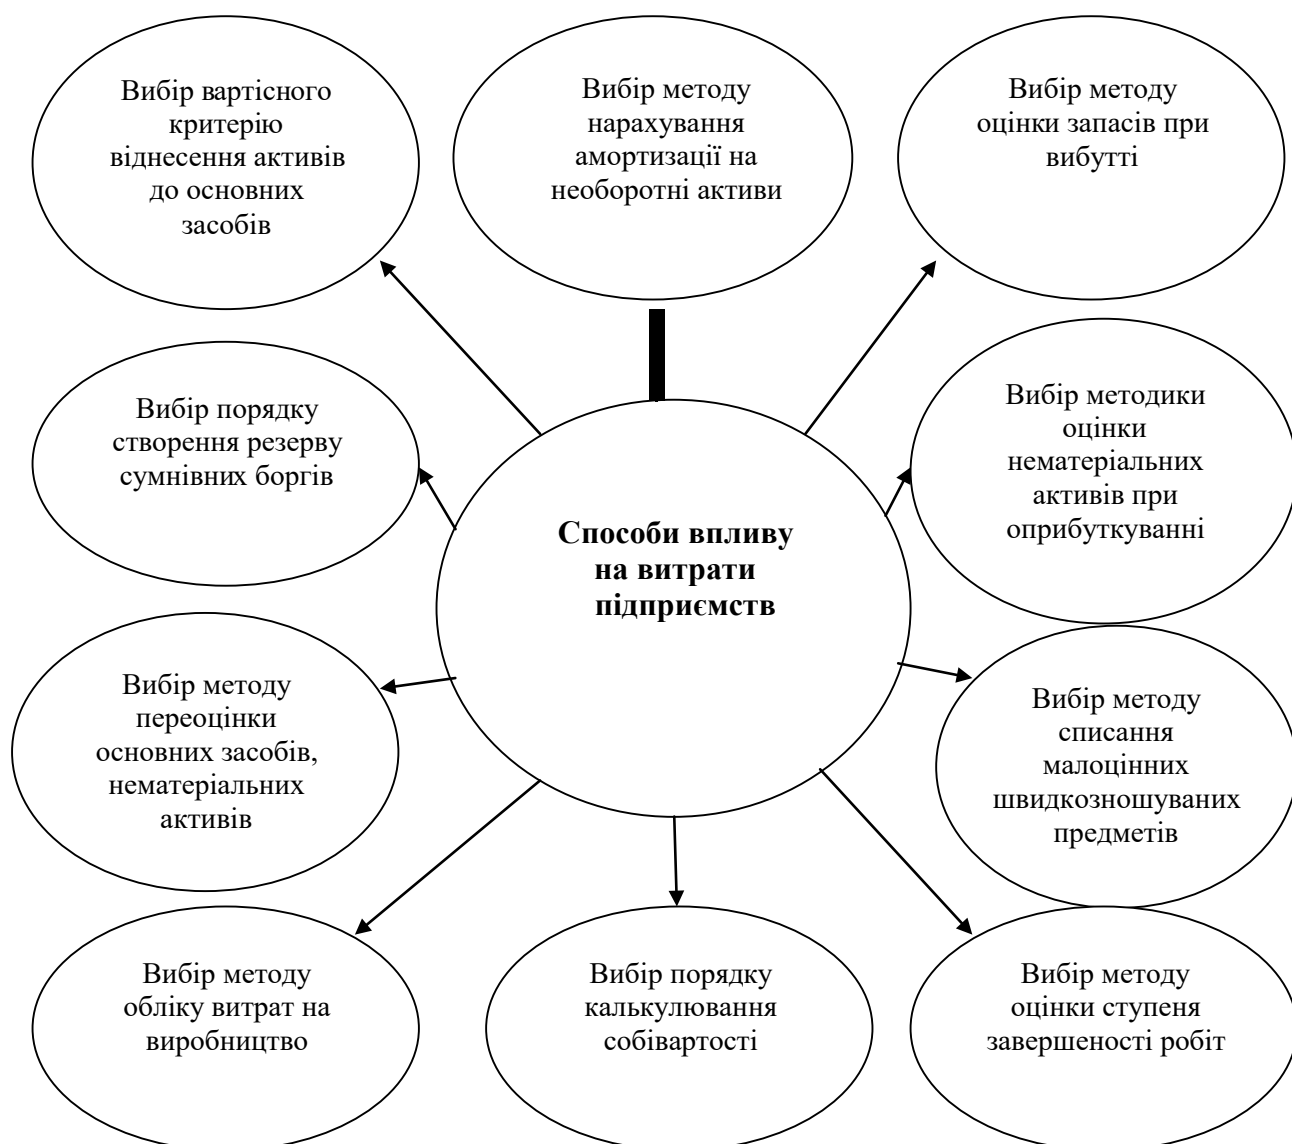 Вибір вартісного
критерію
віднесення активів
до основних
засобів
Вибір методу
нарахування
амортизації на
необоротні активи
Вибір методу
оцінки запасів при
вибутті
Вибір порядку
створення резерву
сумнівних боргів
Вибір методики
оцінки
нематеріальних
активів при
оприбуткуванні
Способи впливу
на витрати
підприємств
Вибір методу
переоцінки
основних засобів,
нематеріальних
активів
Вибір методу
списання
малоцінних
швидкозношуваних
предметів
Вибір методу
обліку витрат на
виробництво
Вибір порядку
калькулювання
собівартості
Вибір методу
оцінки ступеня
завершеності робіт